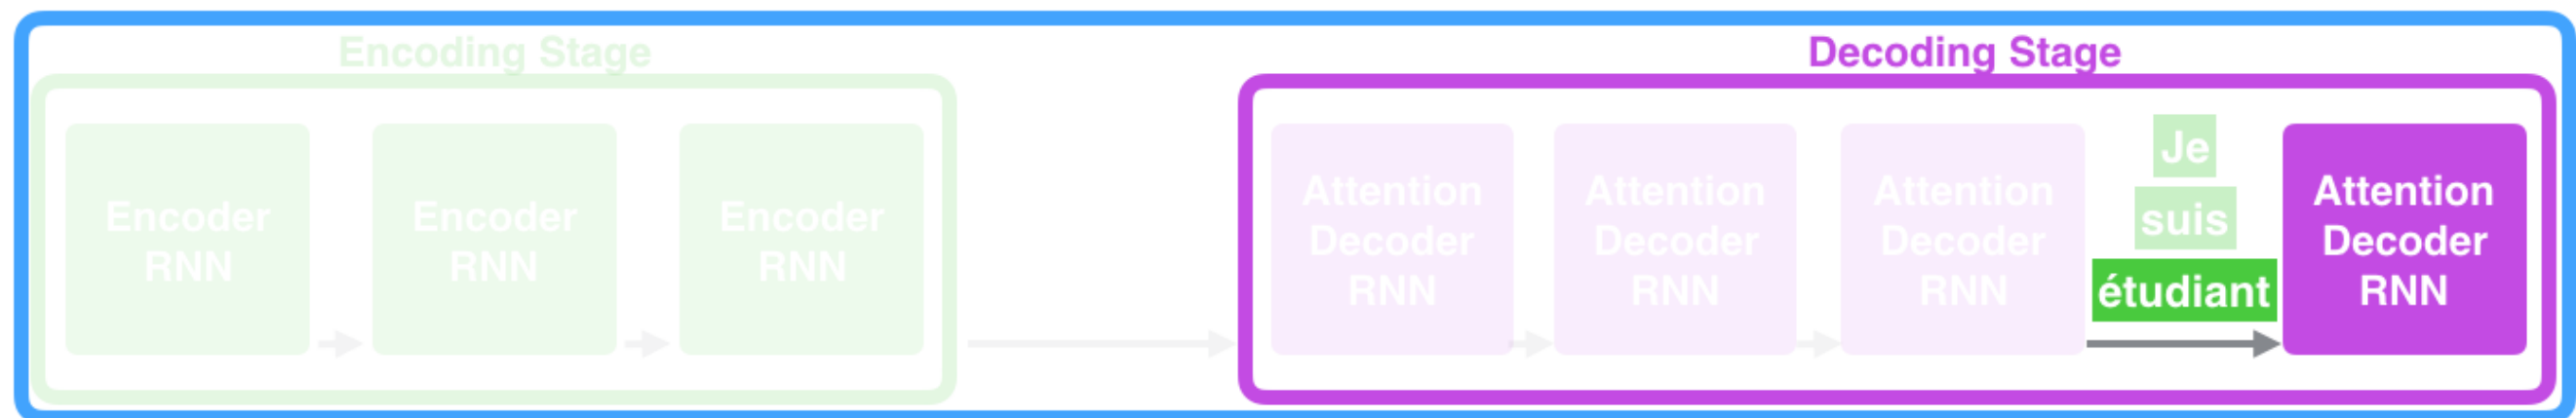 Encoding Stage
Decoding Stage
Encoder
RNN
Encoder
RNN
Encoder
RNN
Attention
Decoder
RNN
Attention
Decoder
RNN
Attention
Decoder
RNN
Je
suis
étudiant
Attention
Decoder
RNN